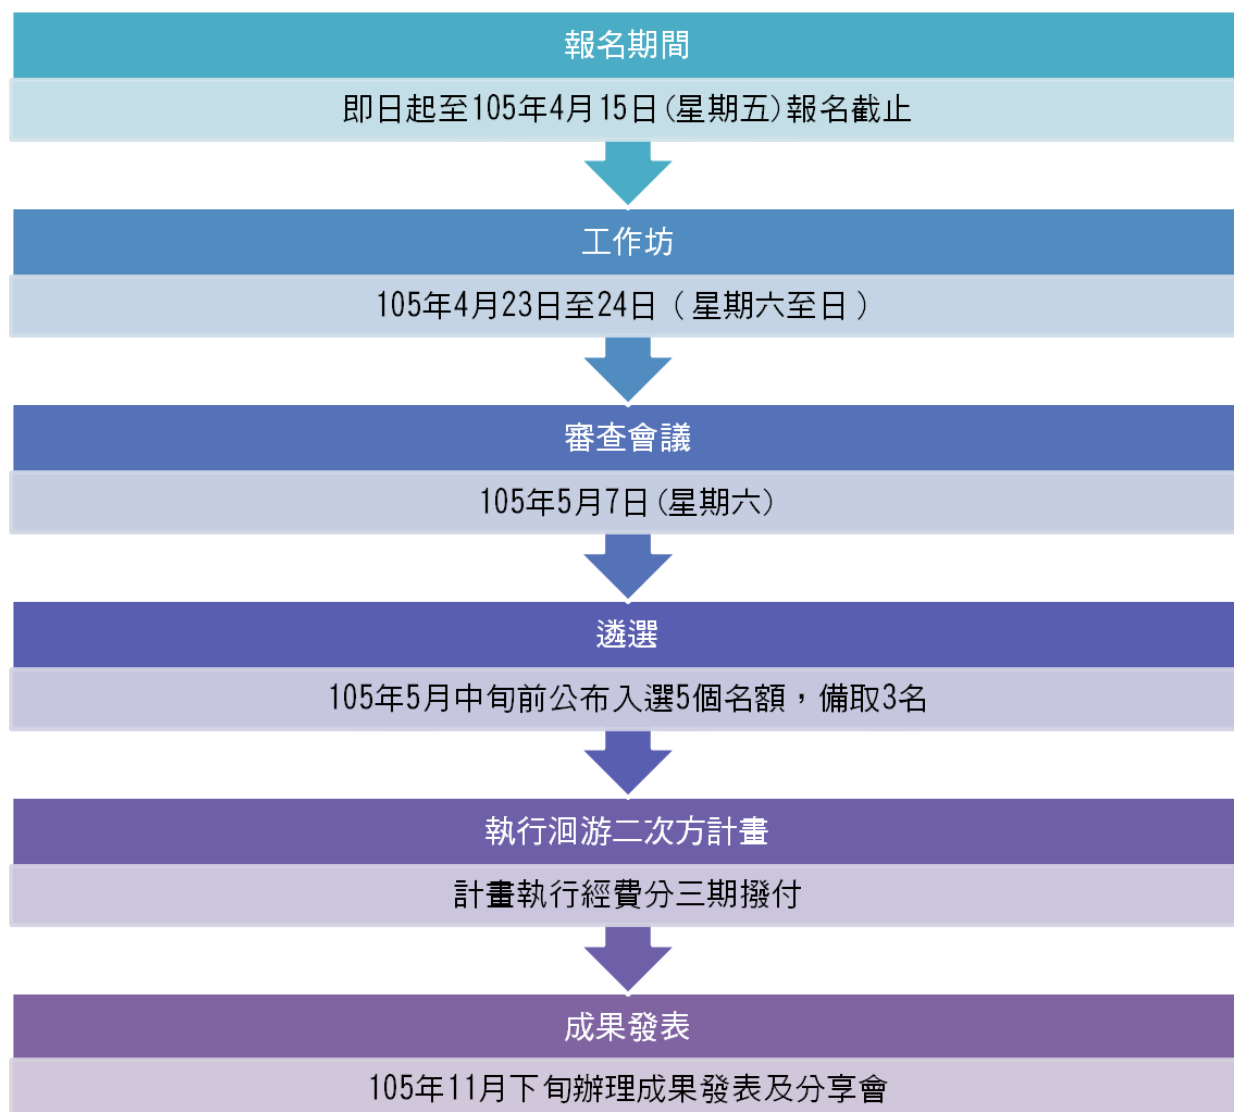 報名期間
即日起至105年4月15日(星期五)報名截止
工作坊
105年4月23日至24日（星期六至日）
審查會議
105年5月7日(星期六)
遴選
105年5月中旬前公布入選5個名額，備取3名
執行洄游二次方計畫
計畫執行經費分三期撥付
成果發表
105年11月下旬辦理成果發表及分享會